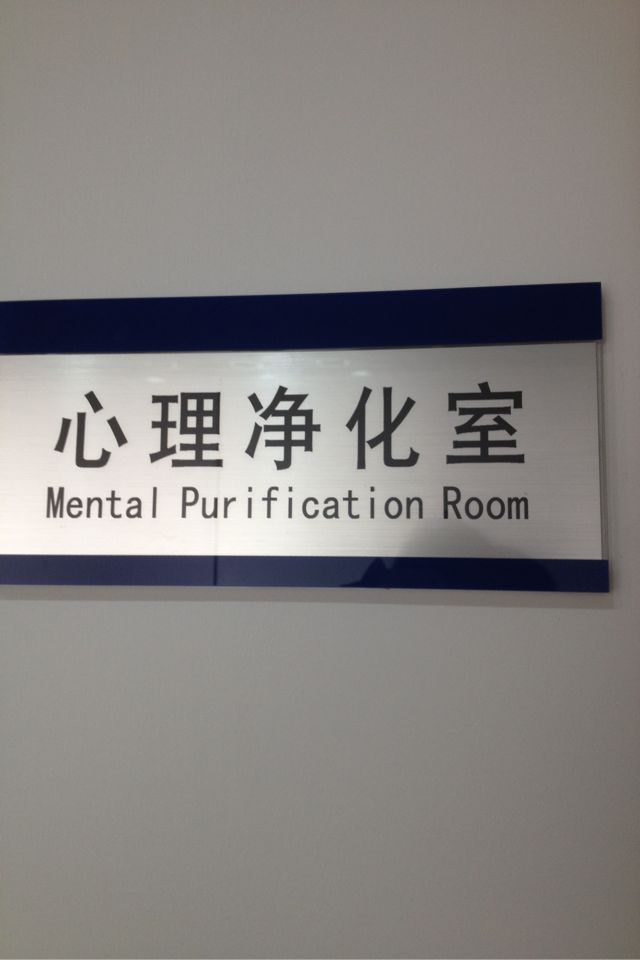 心理净化室
Mental Purification Room